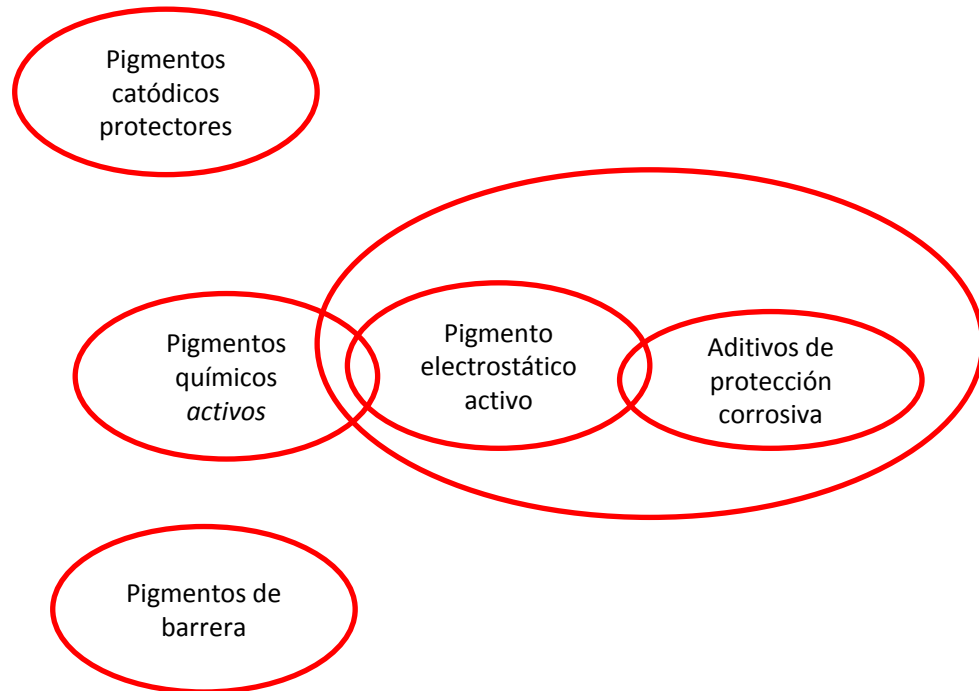 Pigmentos
catódicos
protectores
Pigmentos
químicos
activos
Pigmento
electrostático
activo
Aditivos de
protección
corrosiva
Pigmentos de
barrera